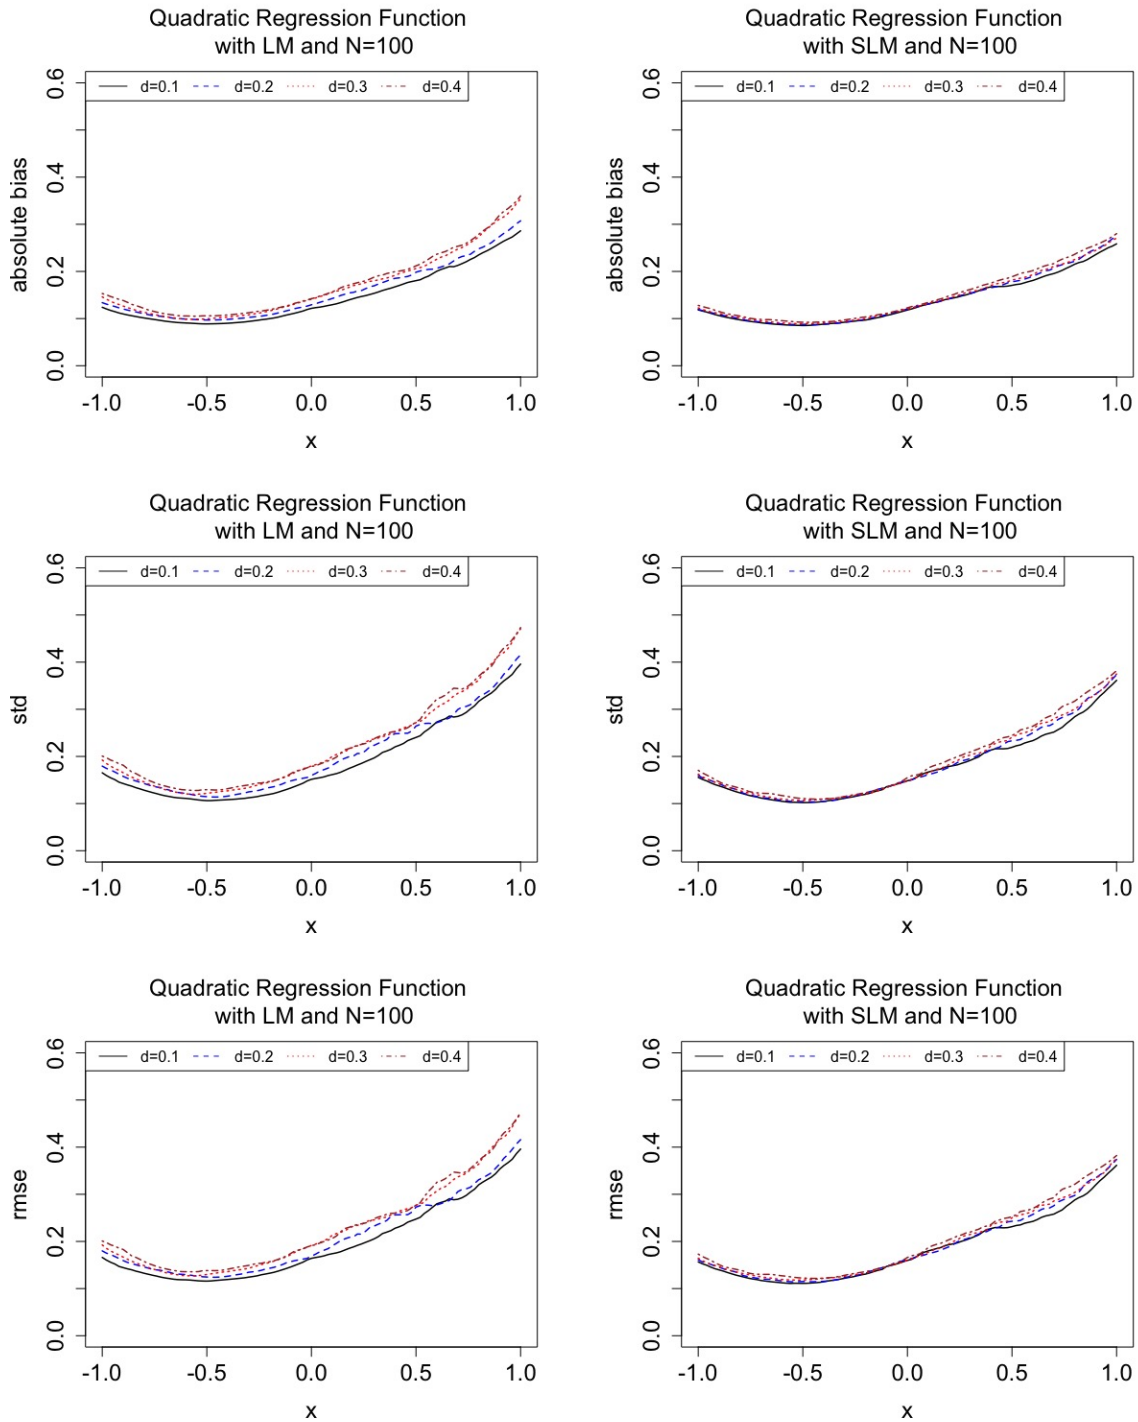 Quadratic Regression Function
with LM and N=100
d=0.1 d=0.2 d=0.3 d=0.4
absolute bias
0.6
0.4
0.2
0.0
-1.0 -0.5 0.0 0.5 1.0
x
Quadratic Regression Function
with SLM and N=100
d=0.1 d=0.2 d=0.3 d=0.4
absolute bias
0.6
0.4
0.2
0.0
-1.0 -0.5 0.0 0.5 1.0
x
Quadratic Regression Function
with LM and N=100
d=0.1 d=0.2 d=0.3 d=0.4
std
0.6
0.4
0.2
0.0
-1.0 -0.5 0.0 0.5 1.0
x
Quadratic Regression Function
with SLM and N=100
d=0.1 d=0.2 d=0.3 d=0.4
std
0.6
0.4
0.2
0.0
-1.0 -0.5 0.0 0.5 1.0
x
Quadratic Regression Function
with LM and N=100
d=0.1 d=0.2 d=0.3 d=0.4
rmse
0.6
0.4
0.2
0.0
-1.0 -0.5 0.0 0.5 1.0
x
Quadratic Regression Function
with SLM and N=100
d=0.1 d=0.2 d=0.3 d=0.4
rmse
0.6
0.4
0.2
0.0
-1.0 -0.5 0.0 0.5 1.0
x